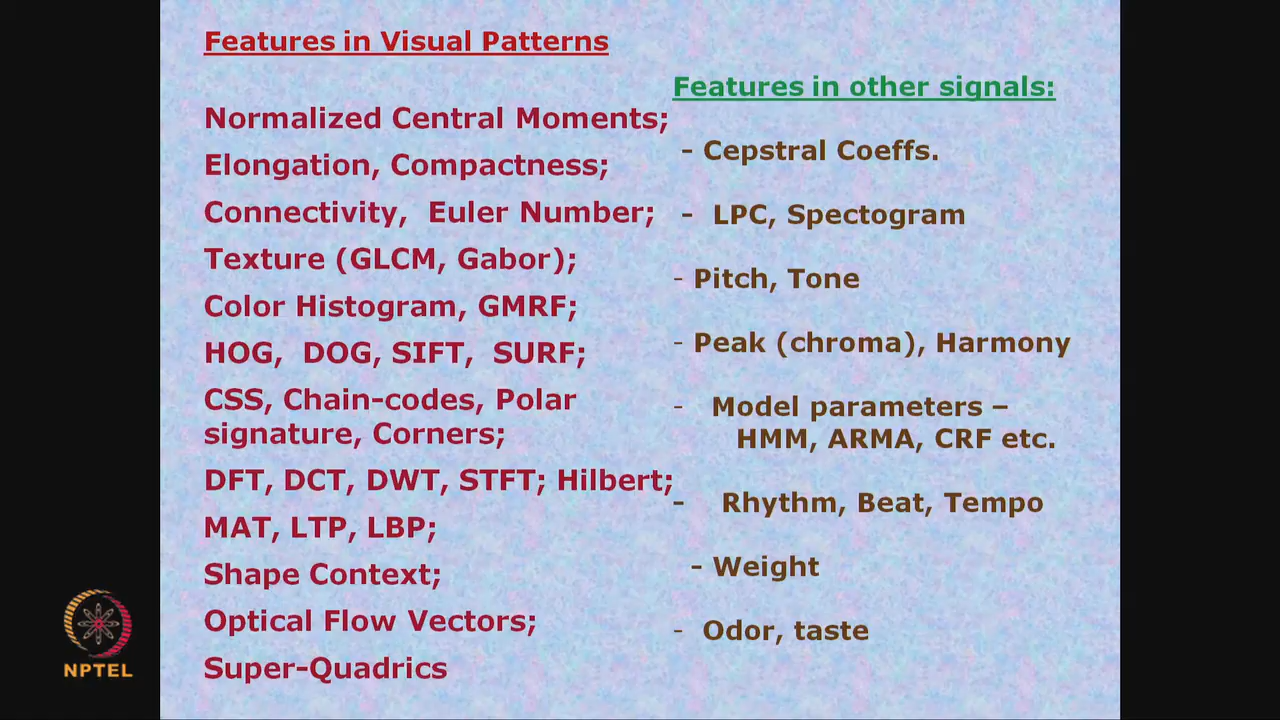 Features in Visual Patterns
Normalized Central Moments;
Elongation, Compactness;
Connectivity, Euler Number;
Texture (GLCM, Gabor);
Color Histogram, GMRF;
HOG, DOG, SIFT, SURF;
CSS, Chain-codes, Polar
signature, Corners;
DFT, DCT, DWT, STFT; Hilbert;
MAT, LTP, LBP;
Shape Context;
Optical Flow Vectors;
Super-Quadrics
Features in other signals:
- Cepstral Coeffs.
- LPC, Spectogram
- Pitch, Tone
- Peak (chroma), Harmony
- Model parameters –
HMM, ARMA, CRF etc.
- Rhythm, Beat, Tempo
- Weight
- Odor, taste
NPTEL